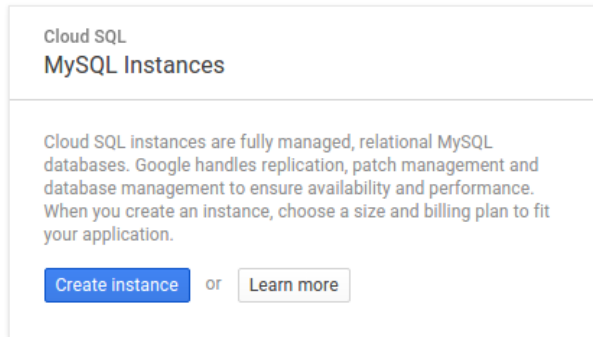 Cloud SQL
MySQL Instances
Cloud SQL instances are fully managed, relational MySQL
databases. Google handles replication, patch management and
database management to ensure availability and performance.
When you create an instance, choose a size and billing plan to fit
your application.
Create instance or Learn more